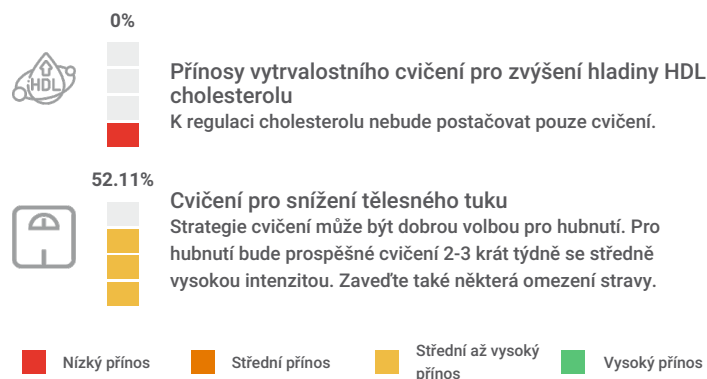 0%
HDL
Přínosy vytrvalostního cvičení pro zvýšení hladiny HDL
cholesterolu
K regulaci cholesterolu nebude postačovat pouze cvičení.
52.11%
Cvičení pro snížení tělesného tuku
Strategie cvičení může být dobrou volbou pro hubnutí. Pro
hubnutí bude prospěšné cvičení 2-3 krát týdně se středně
vysokou intenzitou. Zaveďte také některá omezení stravy.
Nízký přínos
Střední přínos
Střední až vysoký
přínos
Vysoký přínos